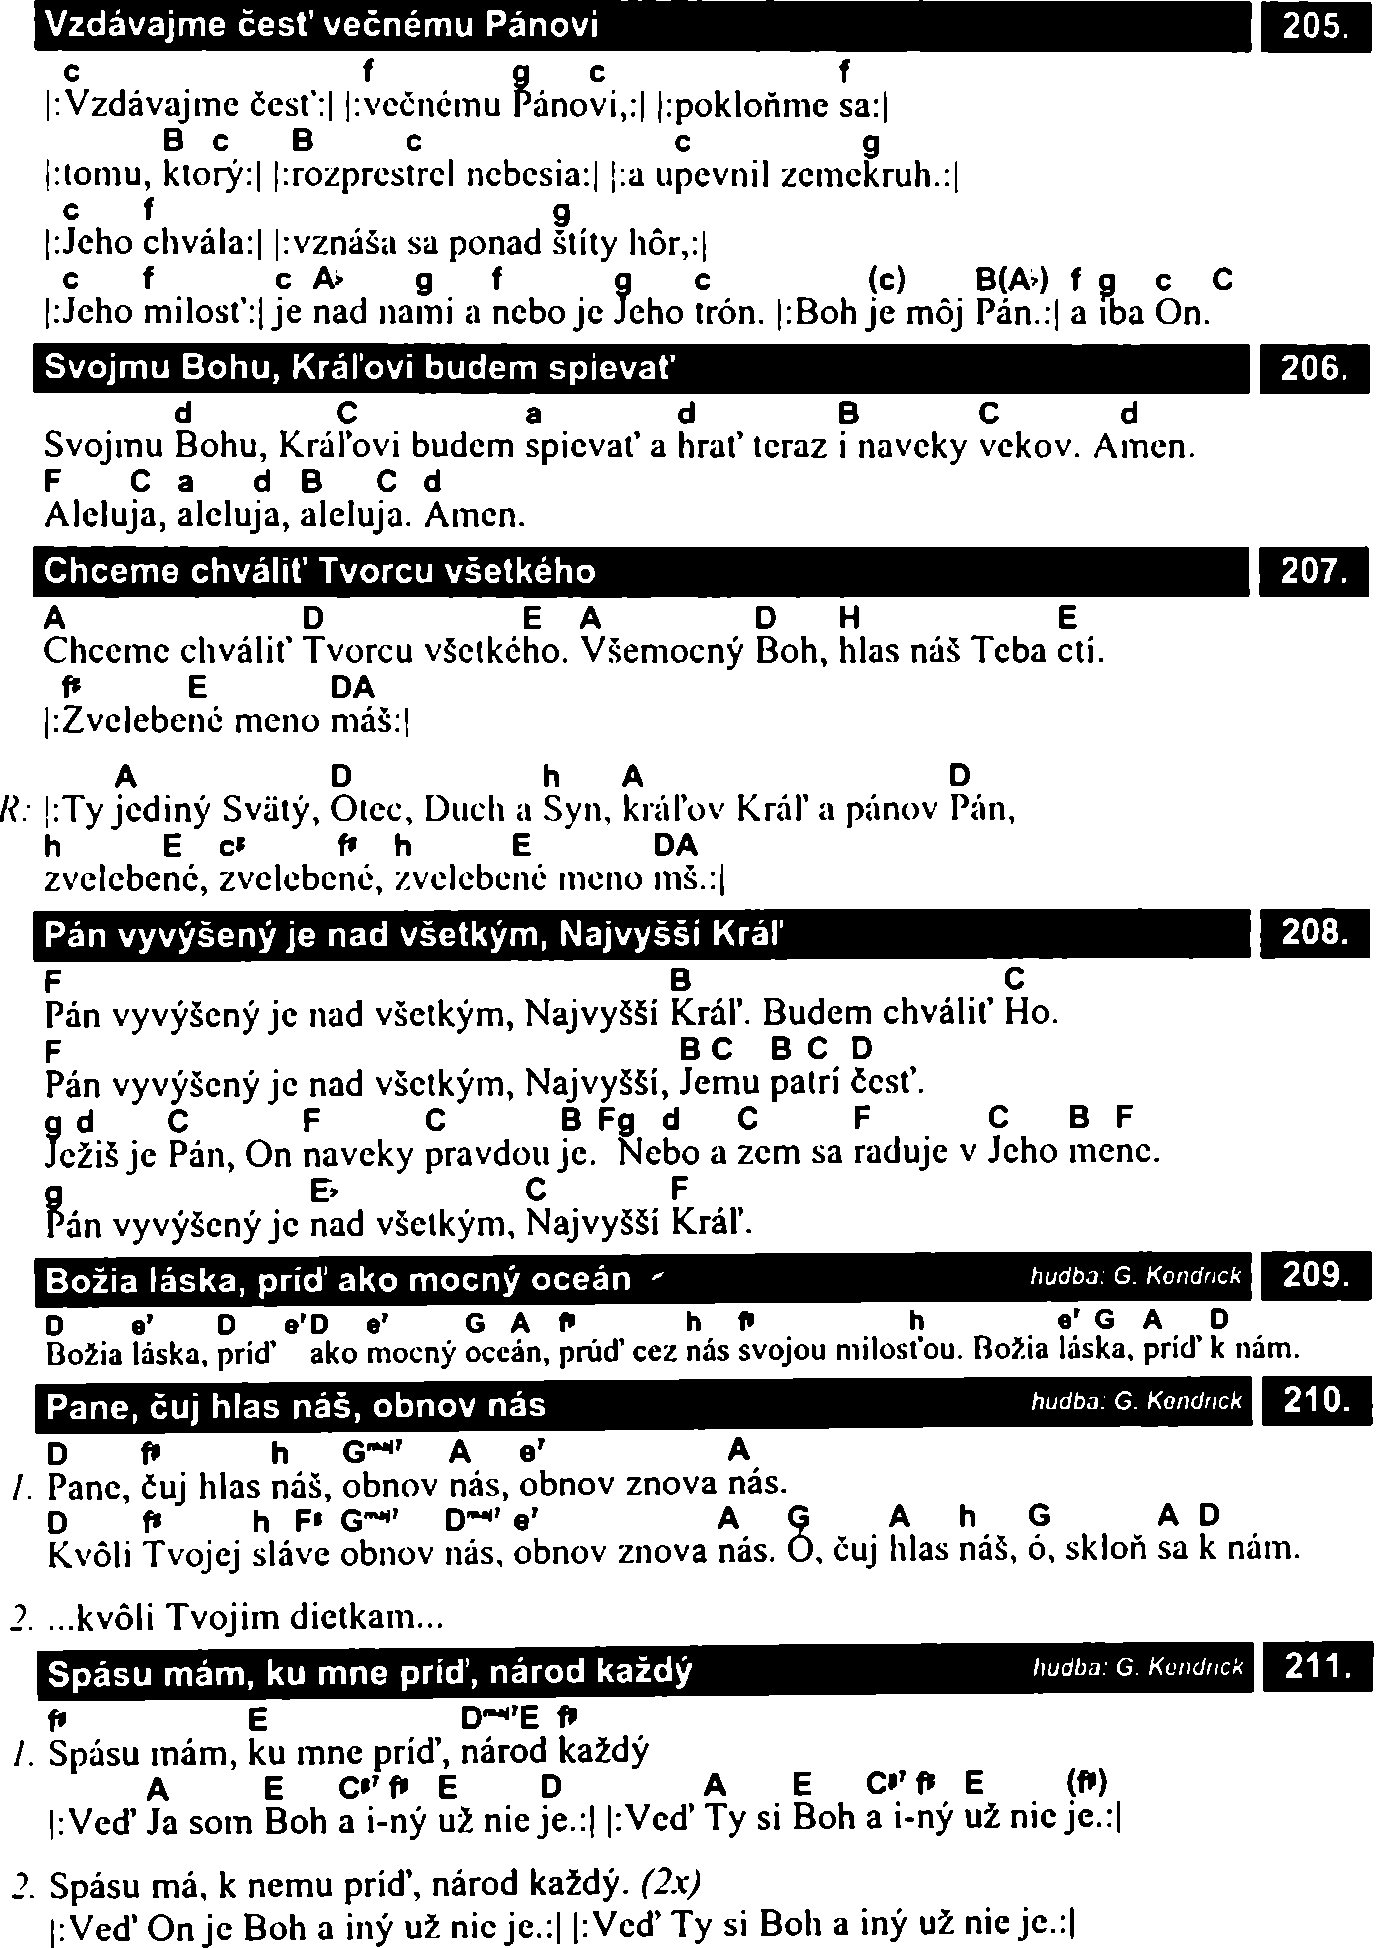 Vzdávajme česť večnému Pánovi 205.
c f g c f
|:Vzdávajme česť:| |:večnému Pánovi,:| |:pokloňme sa:|
B c B c c g
|:tomu, ktorý:| |:rozprestrel nebesia:| |:a upevnil zemekruh.:|
c f g
|:Jeho chvála:| |:vznáša sa ponad štíty hôr,:|
c f c A♭ g f g c (c) B(A♭) f g c C
|:Jeho milosť:| je nad nami a nebo je Jeho trón. |:Boh je môj Pán.:| a iba On.
Svojmu Bohu, Kráľovi budem spievať 206.
d C a d B C d
Svojmu Bohu, Kráľovi budem spievať a hrať teraz i naveky vekov. Amen.
F C a d B C d
Aleluja, aleluja, aleluja. Amen.
Chceme chváliť Tvorcu všetkého 207.
A D E A D H E
Chceme chváliť Tvorcu všetkého. Všemocný Boh, hlas náš Teba ctí.
f♯ E DA
|:Zvelebené meno máš:|
A D h A D
R: |:Ty jediný Svätý, Otec, Duch a Syn, kráľov Kráľ a pánov Pán,
h E c♯ f♯ h E DA
zvelebené, zvelebené, zvelebené meno mš.:|
Pán vyvýšený je nad všetkým, Najvyšší Kráľ 208.
F B C
Pán vyvýšený je nad všetkým, Najvyšší Kráľ. Budem chváliť Ho.
F B C B C D
Pán vyvýšený je nad všetkým, Najvyšší, Jemu patrí česť.
g d C F C B F g d C F C B F
Ježiš je Pán, On naveky pravdou je. Nebo a zem sa raduje v Jeho mene.
g E♭ C F
Pán vyvýšený je nad všetkým, Najvyšší Kráľ.
Božia láska, príď ako mocný oceán hudba: G. Kendrick 209.
D e7 D e7D e7 G A f♯ h f♯ h e7 G A D
Božia láska, príď ako mocný oceán, prúď cez nás svojou milosťou. Božia láska, príď k nám.
Pane, čuj hlas náš, obnov nás hudba: G. Kendrick 210.
D f♯ h Gmaj7 A e7 A
1. Pane, čuj hlas náš, obnov nás, obnov znova nás.
D f♯ h F♯ Gmaj7 Dmaj7 e7 A G A h G A D
Kvôli Tvojej sláve obnov nás, obnov znova nás. Ó, čuj hlas náš, ó, skloň sa k nám.
2. ...kvôli Tvojim dietkam...
Spásu mám, ku mne príď, národ každý hudba: G. Kendrick 211.
f♯ E Dmaj7E f♯
1. Spásu mám, ku mne príď, národ každý
A E C♯7 f♯ E D A E C♯7 f♯ E (f♯)
|:Veď Ja som Boh a i-ný už nie je.:| |:Veď Ty si Boh a i-ný už nie je.:|
2. Spásu má, k nemu príď, národ každý. (2x)
|:Veď On je Boh a iný už nie je.:| |:Veď Ty si Boh a iný už nie je.:|